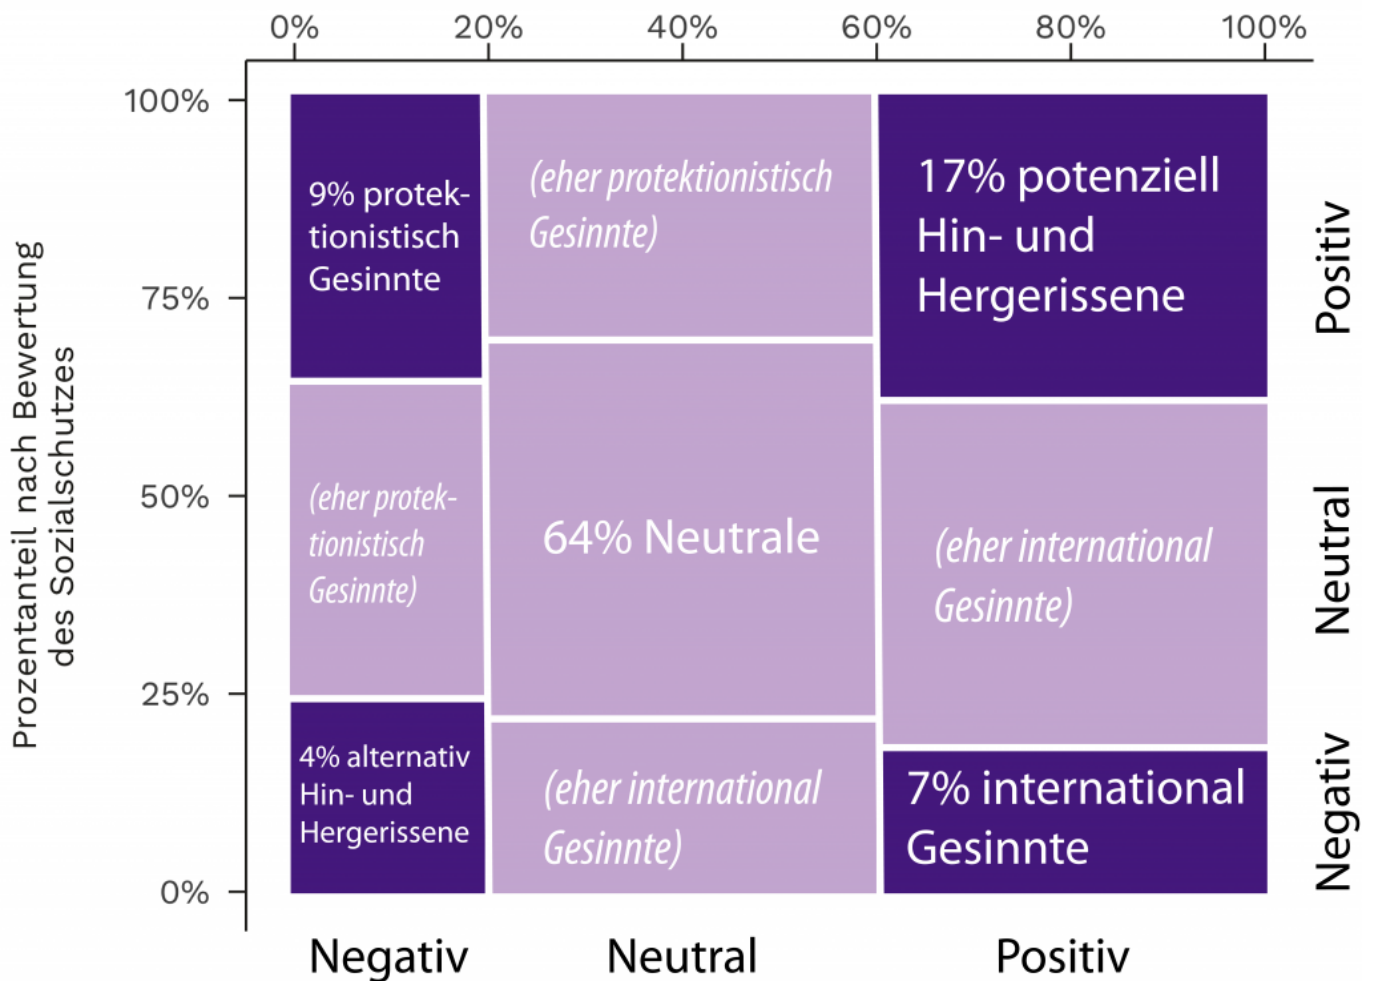 0% 20% 40% 60% 80% 100%
100%
75%
50%
25%
0%
Prozentanteil nach Bewertung
des Sozialschutzes
9% protek-
tionistisch
Gesinnte
(eher protektionistisch
Gesinnte)
17% potenziell
Hin- und
Hergerissene
(eher protek-
tionistisch
Gesinnte)
64% Neutrale
(eher international
Gesinnte)
4% alternativ
Hin- und
Hergerissene
(eher international
Gesinnte)
7% international
Gesinnte
Positiv
Neutral
Negativ
Negativ Neutral Positiv